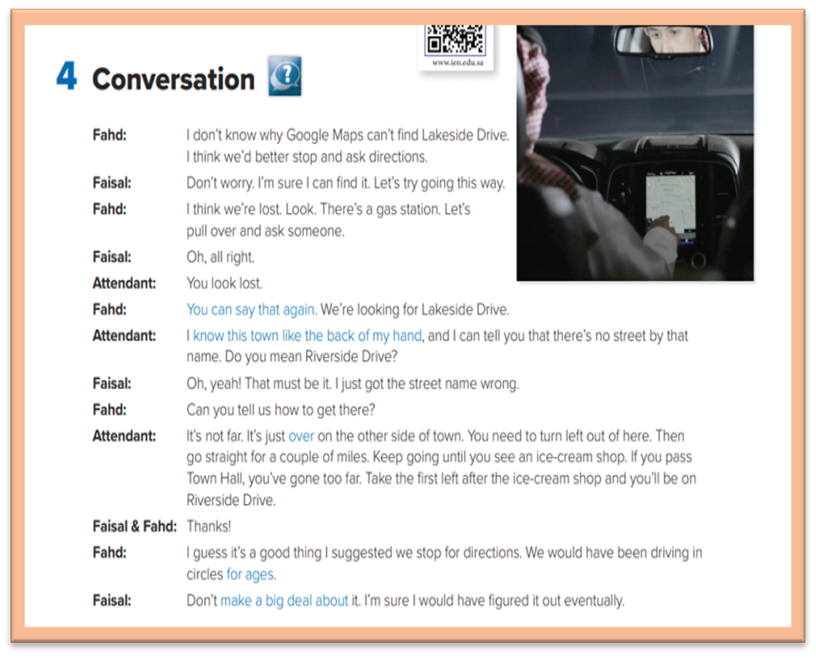 www.ien.edu.sa
4 Conversation
Fahd: I don't know why Google Maps can't find Lakeside Drive.
I think we'd better stop and ask directions.
Faisal: Don't worry. I'm sure I can find it. Let's try going this way.
Fahd: I think we're lost. Look. There's a gas station. Let's
pull over and ask someone.
Faisal: Oh, all right.
Attendant: You look lost.
Fahd: You can say that again. We're looking for Lakeside Drive.
Attendant: I know this town like the back of my hand, and I can tell you that there's no street by that
name. Do you mean Riverside Drive?
Faisal: Oh, yeah! That must be it. I just got the street name wrong.
Fahd: Can you tell us how to get there?
Attendant: It's not far. It's just over on the other side of town. You need to turn left out of here. Then
go straight for a couple of miles. Keep going until you see an ice-cream shop. If you pass
Town Hall, you've gone too far. Take the first left after the ice-cream shop and you'll be on
Riverside Drive.
Faisal & Fahd: Thanks!
Fahd: I guess it's a good thing I suggested we stop for directions. We would have been driving in
circles for ages.
Faisal: Don't make a big deal about it. I'm sure I would have figured it out eventually.